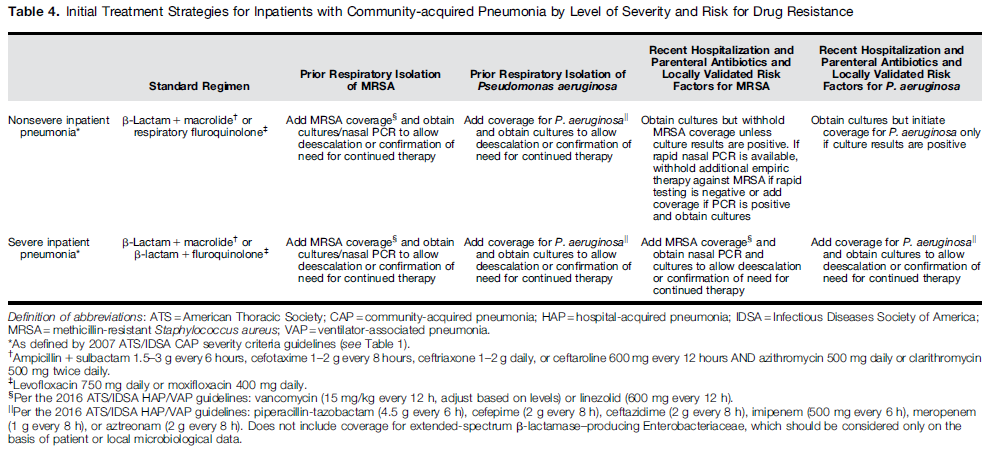 Table 4. Initial Treatment Strategies for Inpatients with Community-acquired Pneumonia by Level of Severity and Risk for Drug Resistance
Standard Regimen
Prior Respiratory Isolation
of MRSA
Prior Respiratory Isolation of
Pseudomonas aeruginosa
Recent Hospitalization and
Parenteral Antibiotics and
Locally Validated Risk
Factors for MRSA
Recent Hospitalization and
Parenteral Antibiotics and
Locally Validated Risk
Factors for P. aeruginosa
Nonsevere inpatient
pneumonia*
β-Lactam + macrolide† or
respiratory fluroquinolone‡
Add MRSA coverage§ and obtain
cultures/nasal PCR to allow
deescalation or confirmation of
need for continued therapy
Add coverage for P. aeruginosa||
and obtain cultures to allow
deescalation or confirmation of
need for continued therapy
Obtain cultures but withhold
MRSA coverage unless
culture results are positive. If
rapid nasal PCR is available,
withhold additional empiric
therapy against MRSA if rapid
testing is negative or add
coverage if PCR is positive
and obtain cultures
Obtain cultures but initiate
coverage for P. aeruginosa only
if culture results are positive
Severe inpatient
pneumonia*
β-Lactam + macrolide† or
β-lactam + fluroquinolone‡
Add MRSA coverage§ and obtain
cultures/nasal PCR to allow
deescalation or confirmation of
need for continued therapy
Add coverage for P. aeruginosa||
and obtain cultures to allow
deescalation or confirmation of
need for continued therapy
Add MRSA coverage§ and
obtain nasal PCR and
cultures to allow deescalation
or confirmation of need for
continued therapy
Add coverage for P. aeruginosa||
and obtain cultures to allow
deescalation or confirmation of
need for continued therapy
Definition of abbreviations: ATS = American Thoracic Society; CAP = community-acquired pneumonia; HAP = hospital-acquired pneumonia; IDSA = Infectious Diseases Society of America;
MRSA = methicillin-resistant Staphylococcus aureus; VAP = ventilator-associated pneumonia.
*As defined by 2007 ATS/IDSA CAP severity criteria guidelines (see Table 1).
†Ampicillin + sulbactam 1.5–3 g every 6 hours, cefotaxime 1–2 g every 8 hours, ceftriaxone 1–2 g daily, or ceftaroline 600 mg every 12 hours AND azithromycin 500 mg daily or clarithromycin
500 mg twice daily.
‡Levofloxacin 750 mg daily or moxifloxacin 400 mg daily.
§Per the 2016 ATS/IDSA HAP/VAP guidelines: vancomycin (15 mg/kg every 12 h, adjust based on levels) or linezolid (600 mg every 12 h).
||Per the 2016 ATS/IDSA HAP/VAP guidelines: piperacillin-tazobactam (4.5 g every 6 h), cefepime (2 g every 8 h), ceftazidime (2 g every 8 h), imipenem (500 mg every 6 h), meropenem
(1 g every 8 h), or aztreonam (2 g every 8 h). Does not include coverage for extended-spectrum β-lactamase–producing Enterobacteriaceae, which should be considered only on the
basis of patient or local microbiological data.